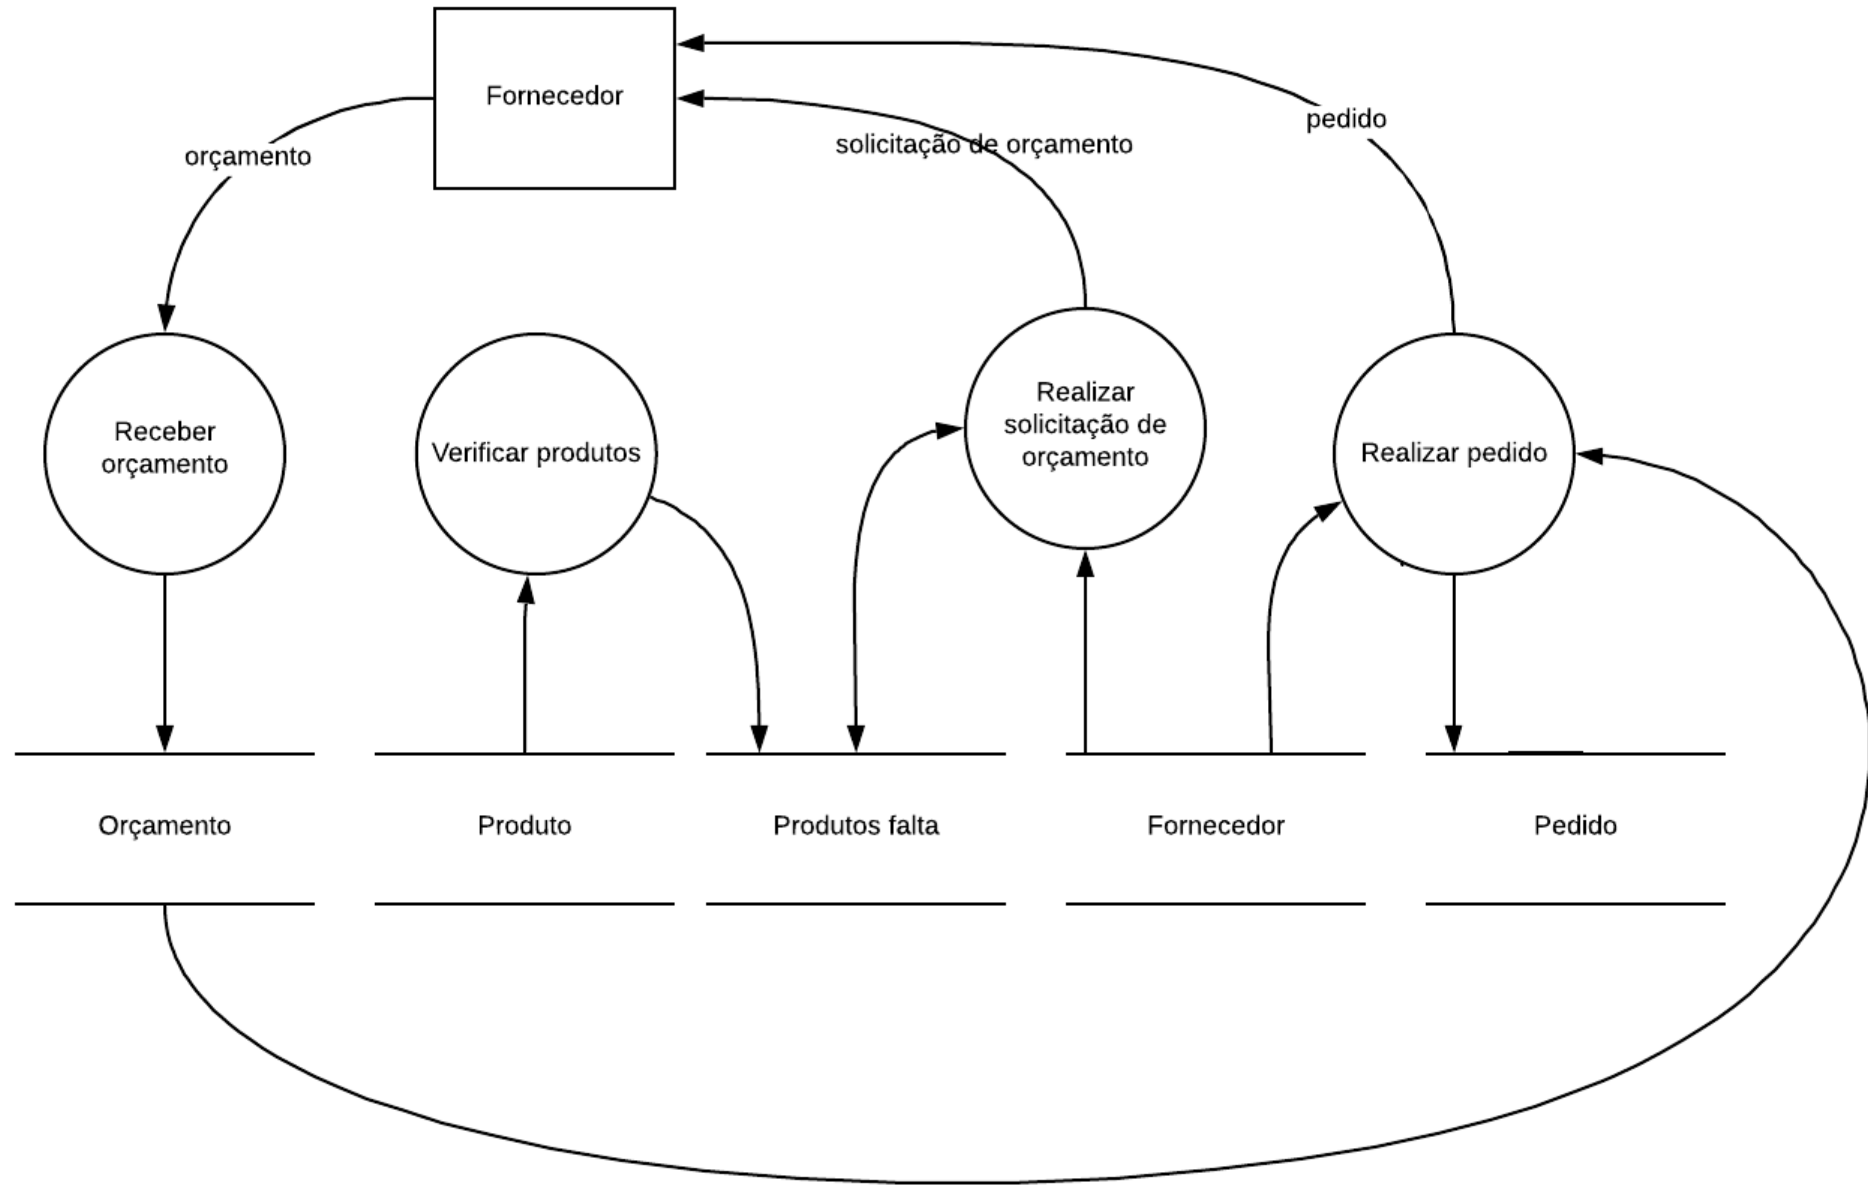 Fornecedor
pedido
solicitação de orçamento
orçamento
Receber
orçamento
Verificar produtos
Realizar
solicitação de
orçamento
Realizar pedido
Orçamento
Produto
Produtos falta
Fornecedor
Pedido